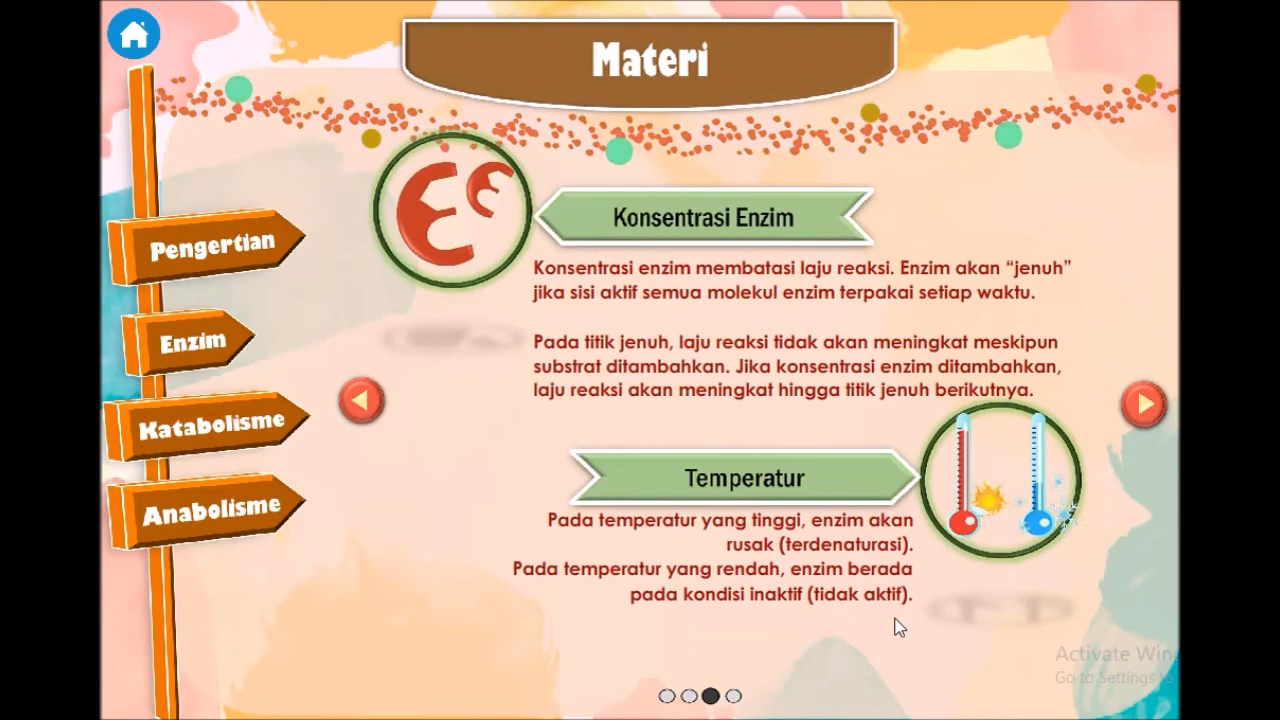 Materi
Pengertian
Enzim
Katabolisme
Anabolisme
Konsentrasi Enzim
Konsentrasi enzim membatasi laju reaksi. Enzim akan “jenuh”
jika sisi aktif semua molekul enzim terpakai setiap waktu.
Pada titik jenuh, laju reaksi tidak akan meningkat meskipun
substrat ditambahkan. Jika konsentrasi enzim ditambahkan,
laju reaksi akan meningkat hingga titik jenuh berikutnya.
Temperatur
Pada temperatur yang tinggi, enzim akan
rusak (terdenaturasi).
Pada temperatur yang rendah, enzim berada
pada kondisi inaktif (tidak aktif).
Activate Win
Go to Settings to